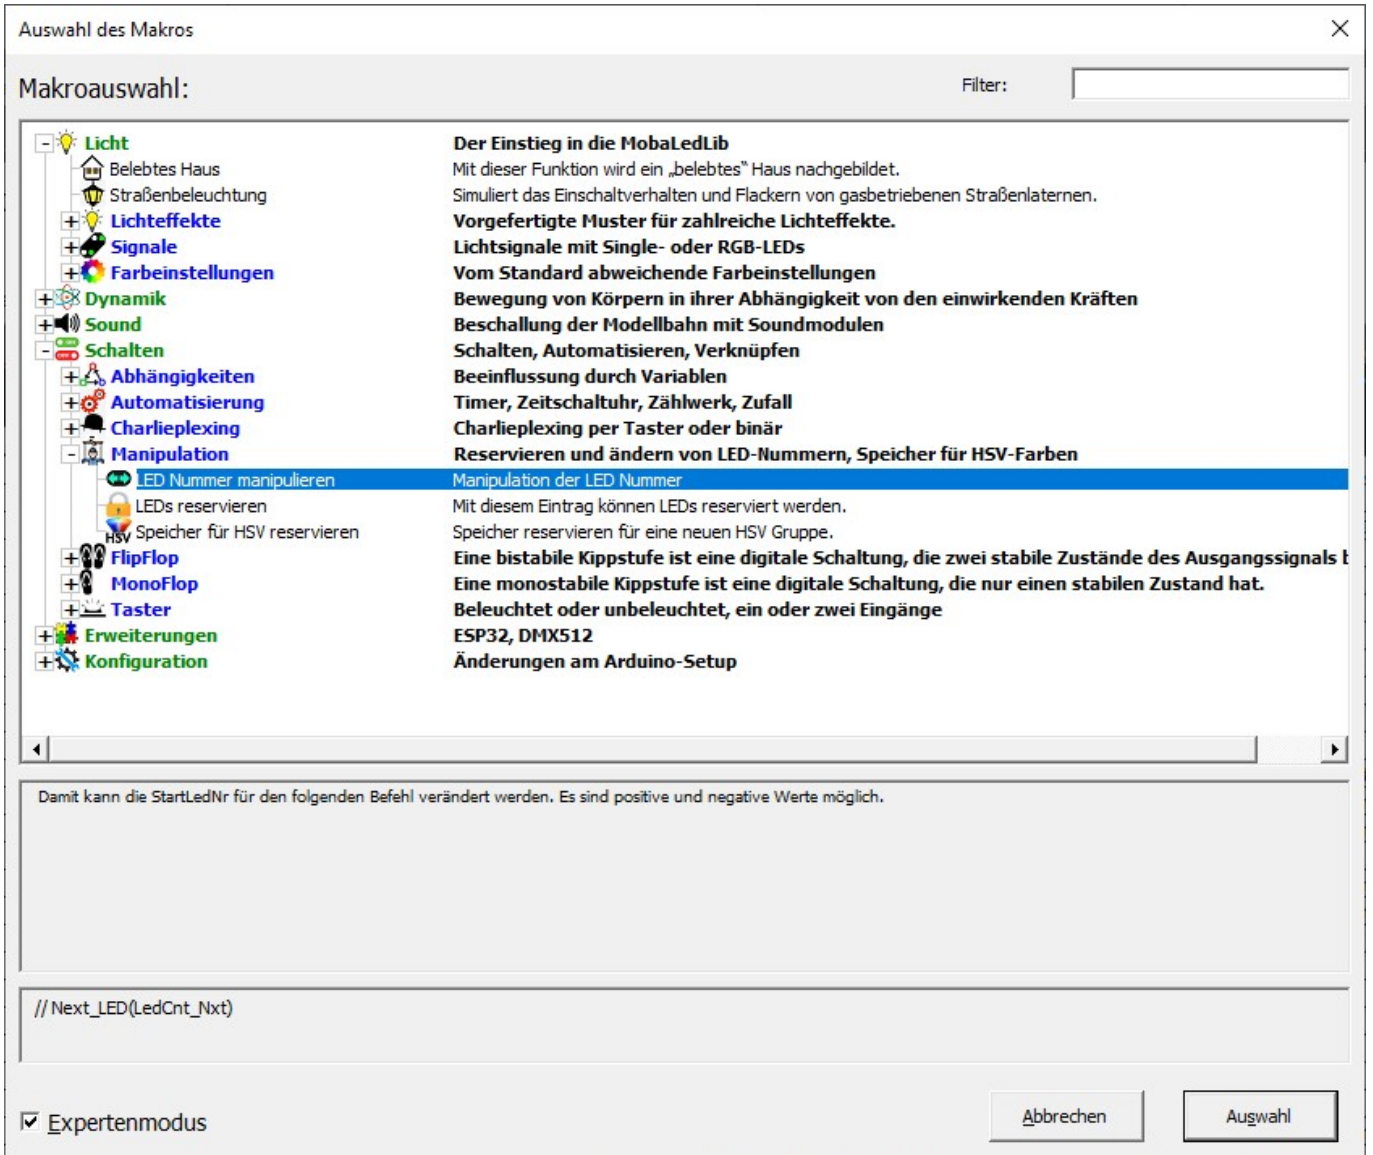 Auswahl des Makros
Makroauswahl: Filter:
Licht Der Einstieg in die MobaLedLib
Belebtes Haus Mit dieser Funktion wird ein „belebtes“ Haus nachgebildet.
Straßenbeleuchtung Simuliert das Einschaltverhalten und Flackern von gasbetriebenen Straßenlaternen.
Lichteffekte Vorgefertigte Muster für zahlreiche Lichteffekte.
Signale Lichtsignale mit Single- oder RGB-LEDs
Farbeinstellungen Vom Standard abweichende Farbeinstellungen
Dynamik Bewegung von Körpern in ihrer Abhängigkeit von den einwirkenden Kräften
Sound Beschallung der Modellbahn mit Soundmodulen
Schalten Schalten, Automatisieren, Verknüpfen
Abhängigkeiten Beeinflussung durch Variablen
Automatisierung Timer, Zeitschaltuhr, Zählwerk, Zufall
Charlieplexing Charlieplexing per Taster oder binär
Manipulation Reservieren und ändern von LED-Nummern, Speicher für HSV-Farben
LED Nummer manipulieren Manipulation der LED Nummer
LEDs reservieren Mit diesem Eintrag können LEDs reserviert werden.
HSV Speicher für HSV reservieren Speicher reservieren für eine neuen HSV Gruppe.
FlipFlop Eine bistabile Kippstufe ist eine digitale Schaltung, die zwei stabile Zustände des Ausgangssignals
MonoFlop Eine monostabile Kippstufe ist eine digitale Schaltung, die nur einen stabilen Zustand hat.
Taster Beleuchtet oder unbeleuchtet, ein oder zwei Eingänge
Erweiterungen ESP32, DMX512
Konfiguration Änderungen am Arduino-Setup
Damit kann die StartLedNr für den folgenden Befehl verändert werden. Es sind positive und negative Werte möglich.
// Next_LED(LedCnt_Nxt)
Expertenmodus Abbrechen Auswahl